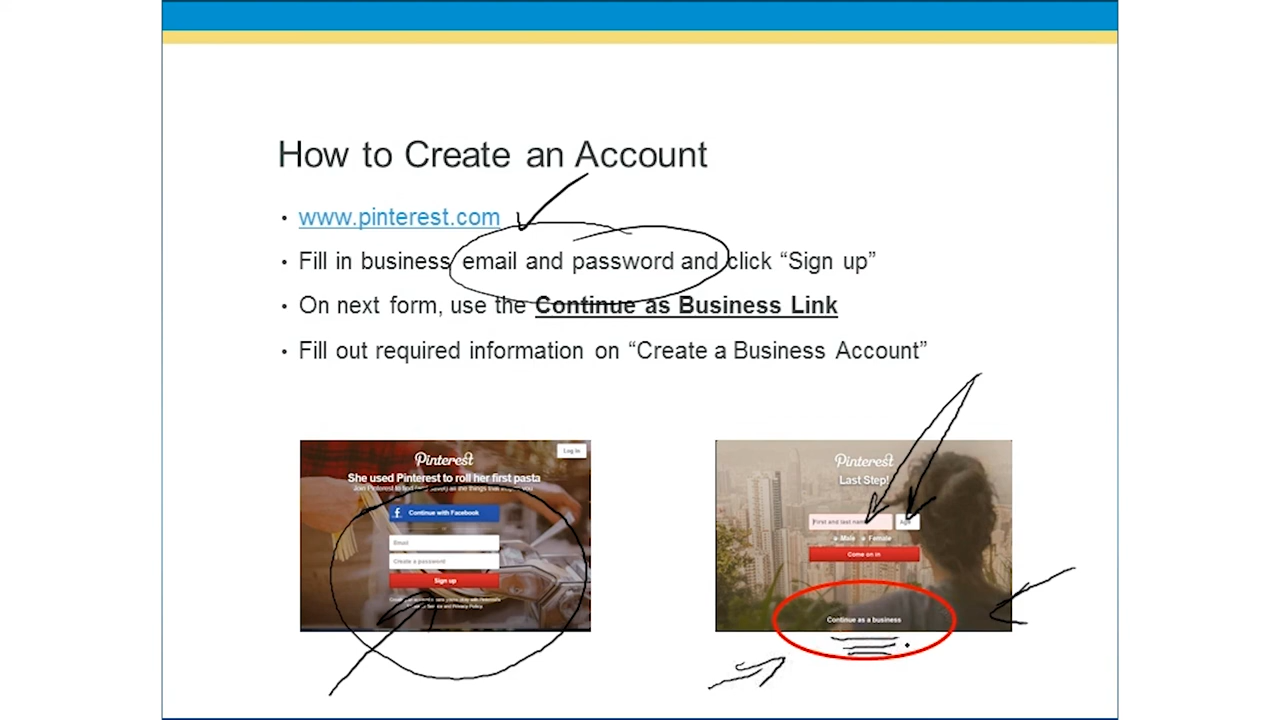 How to Create an Account
• www.pinterest.com
• Fill in business email and password and click “Sign up”
• On next form, use the Continue as Business Link
• Fill out required information on “Create a Business Account”
Log in
Pinterest
She used Pinterest to roll her first pasta
Continue with Facebook
Email
Create a password
Sign up
Pinterest
Last Step!
First and last name
Age
Male Female
Come on in
Continue as a business